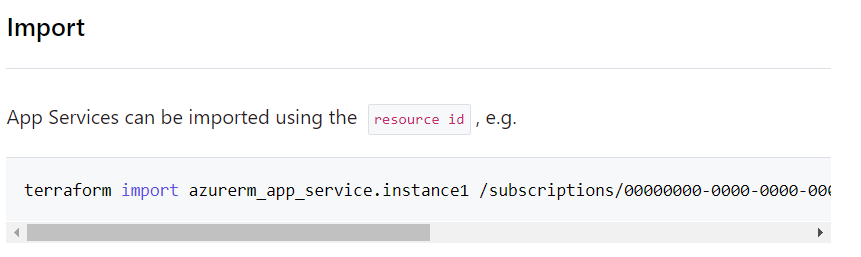 Import
App Services can be imported using the resource id , e.g.
terraform import azurerm_app_service.instance1 /subscriptions/00000000-0000-0000-000